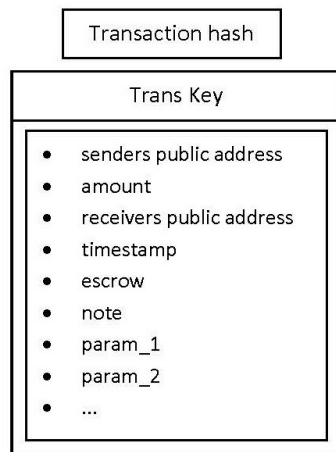 Transaction hash
Trans Key
• senders public address
• amount
• receivers public address
• timestamp
• escrow
• note
• param_1
• param_2
• ...